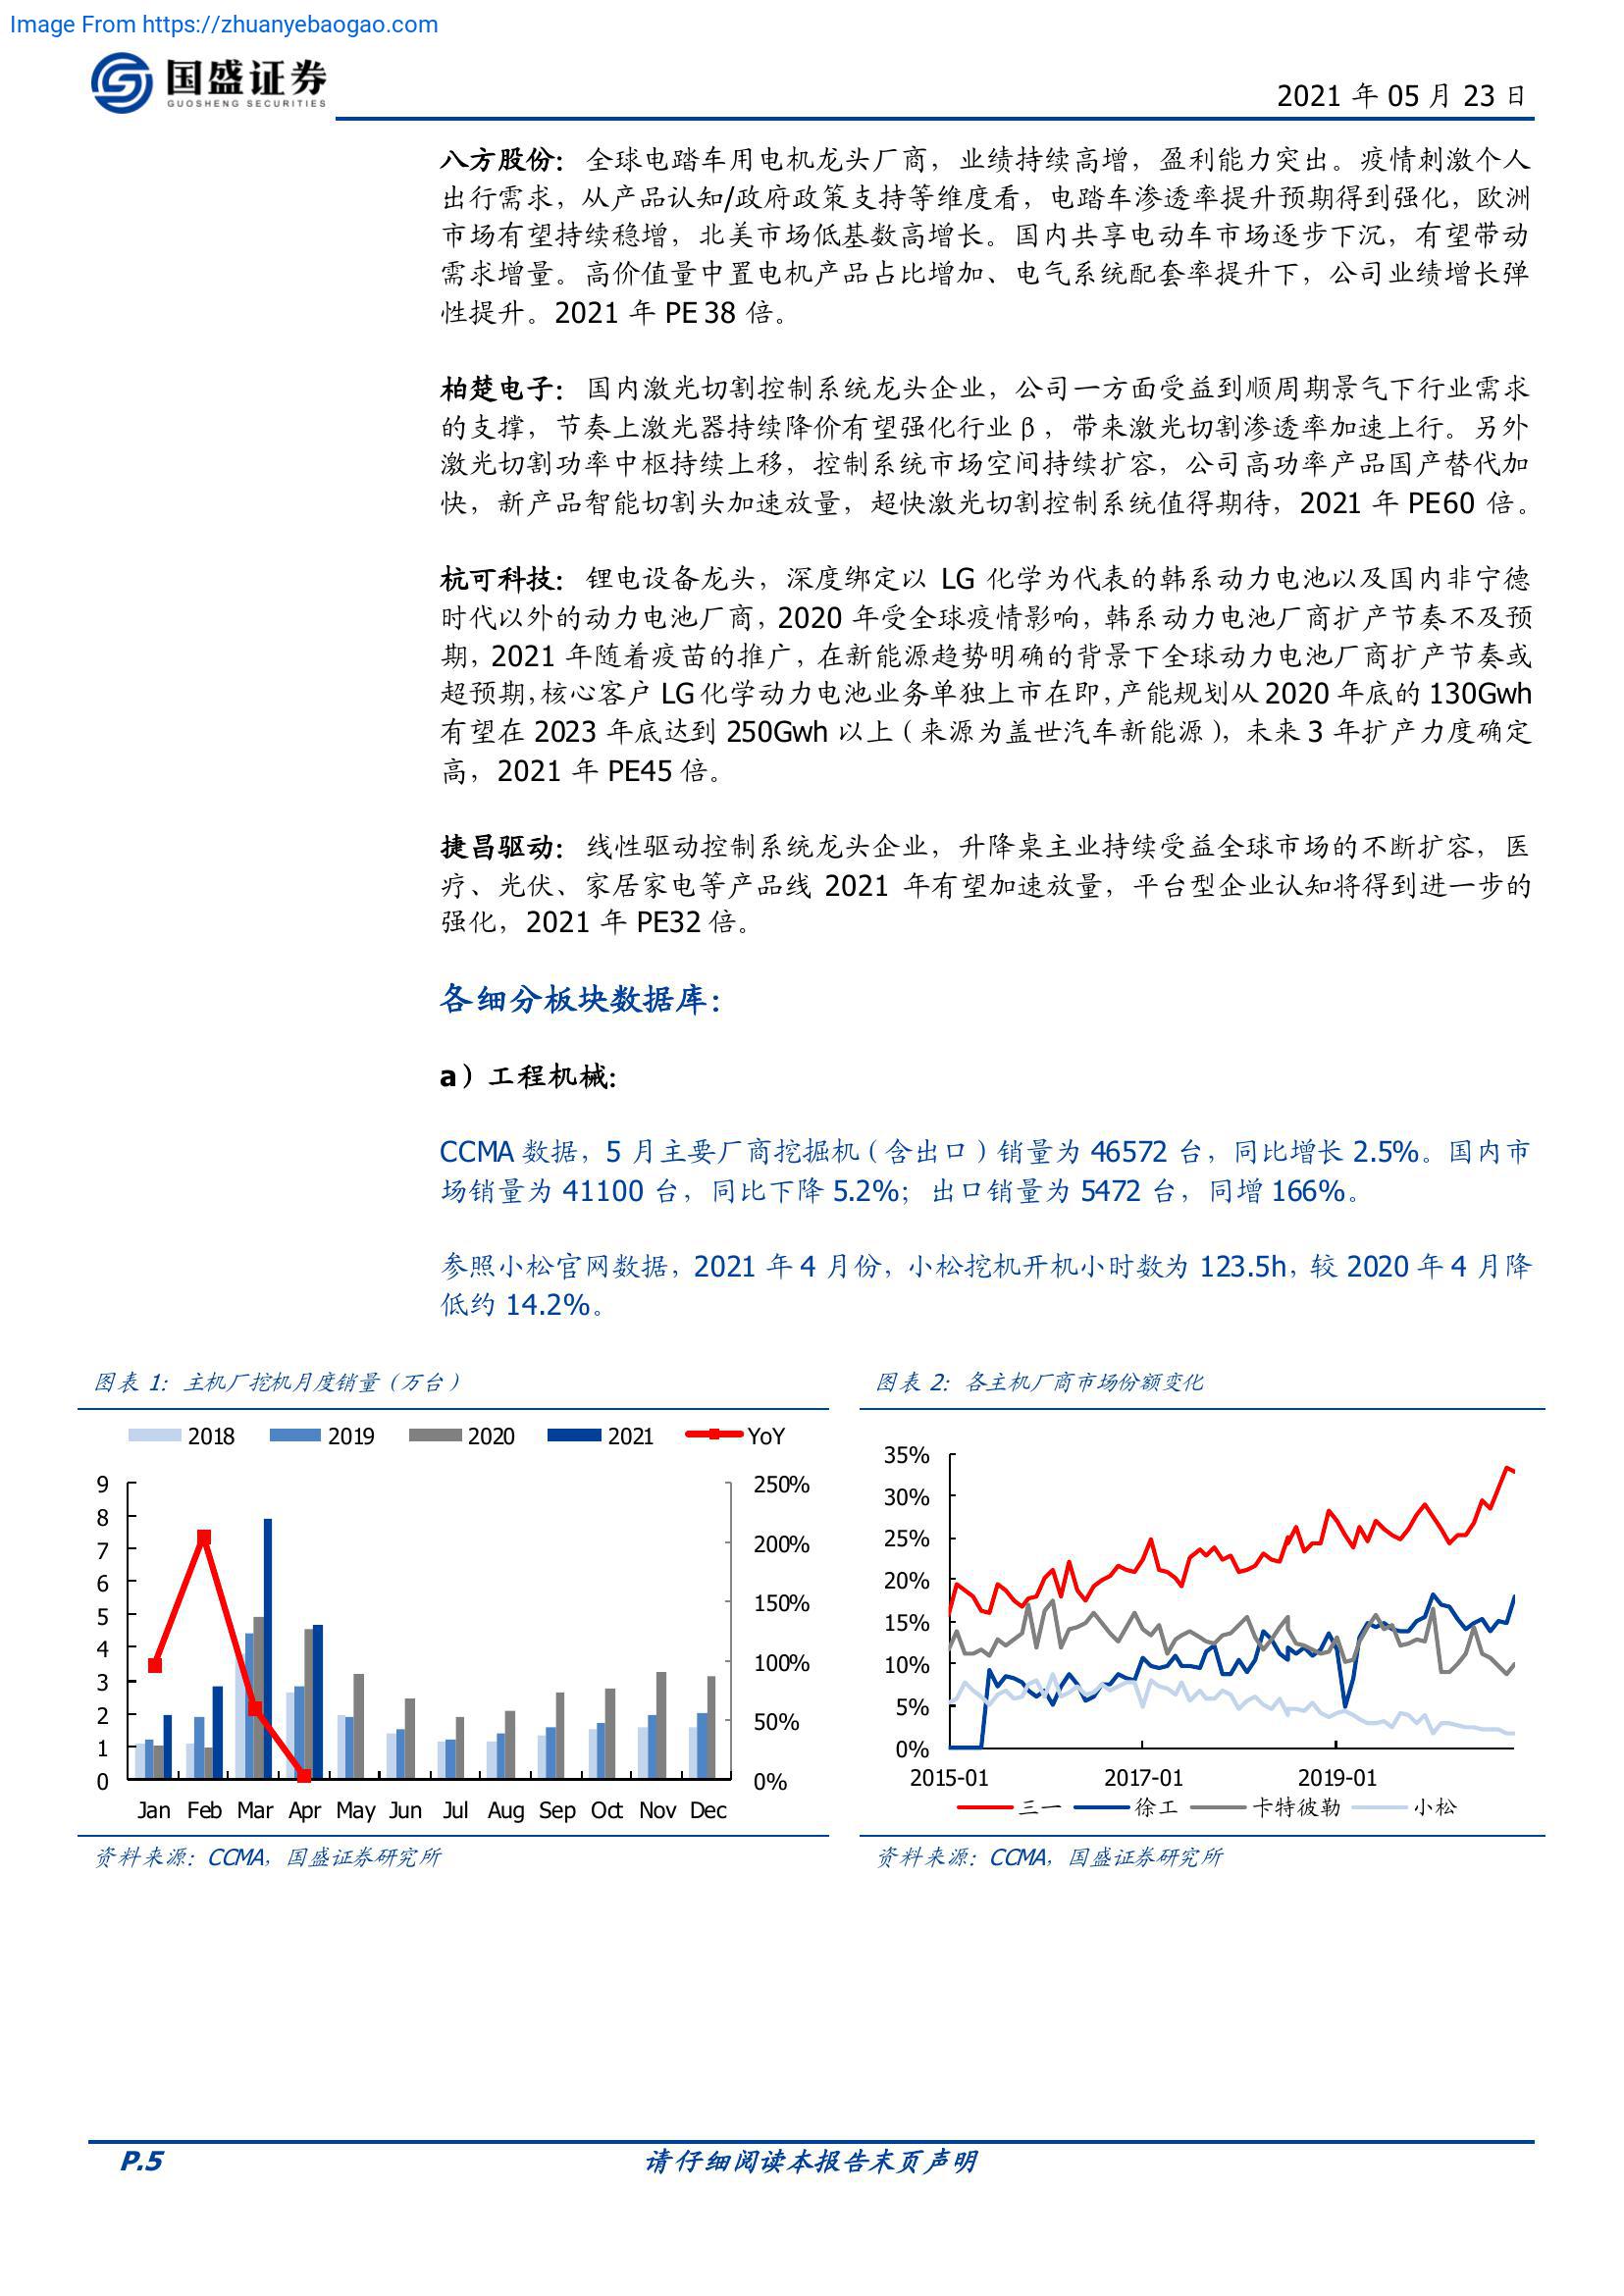 Image From https://zhuanyebaogao.com
国盛证券
GUOSHENG SECURITIES
2021 年 05 月 23 日
八方股份：全球电踏车用电机龙头厂商，业绩持续高增，盈利能力突出。疫情刺激个人
出行需求，从产品认知/政府政策支持等维度看，电踏车渗透率提升预期得到强化，欧洲
市场有望持续稳增，北美市场低基数高增长。国内共享电动车市场逐步下沉，有望带动
需求增量。高价值量中置电机产品占比增加、电气系统配套率提升下，公司业绩增长弹
性提升。2021 年 PE 38 倍。
柏楚电子：国内激光切割控制系统龙头企业，公司一方面受益到顺周期景气下行业需求
的支撑，节奏上激光器持续降价有望强化行业β，带来激光切割渗透率加速上行。另外
激光切割功率中枢持续上移，控制系统市场空间持续扩容，公司高功率产品国产替代加
快，新产品智能切割头加速放量，超快激光切割控制系统值得期待，2021 年 PE60 倍。
杭可科技：锂电设备龙头，深度绑定以 LG 化学为代表的韩系动力电池以及国内非宁德
时代以外的动力电池厂商，2020 年受全球疫情影响，韩系动力电池厂商扩产节奏不及预
期，2021 年随着疫苗的推广，在新能源趋势明确的背景下全球动力电池厂商扩产节奏或
超预期，核心客户 LG 化学动力电池业务单独上市在即，产能规划从 2020 年底的 130Gwh
有望在 2023 年底达到 250Gwh 以上（来源为盖世汽车新能源），未来 3 年扩产力度确定
高，2021 年 PE45 倍。
捷昌驱动：线性驱动控制系统龙头企业，升降桌主业持续受益全球市场的不断扩容，医
疗、光伏、家居家电等产品线 2021 年有望加速放量，平台型企业认知将得到进一步的
强化，2021 年 PE32 倍。
各细分板块数据库：
a）工程机械：
CCMA 数据，5 月主要厂商挖掘机（含出口）销量为 46572 台，同比增长 2.5%。国内市
场销量为 41100 台，同比下降 5.2%；出口销量为 5472 台，同增 166%。
参照小松官网数据，2021 年 4 月份，小松挖机开机小时数为 123.5h，较 2020 年 4 月降
低约 14.2%。
图表 1：主机厂挖机月度销量（万台）
2018 2019 2020 2021 YoY
9
8
7
6
5
4
3
2
1
0
250%
200%
150%
100%
50%
0%
Jan Feb Mar Apr May Jun Jul Aug Sep Oct Nov Dec
资料来源：CCMA，国盛证券研究所
图表 2：各主机厂商市场份额变化
35%
30%
25%
20%
15%
10%
5%
0%
2015-01 2017-01 2019-01
三一 徐工 卡特彼勒 小松
资料来源：CCMA，国盛证券研究所
P.5
请仔细阅读本报告末页声明